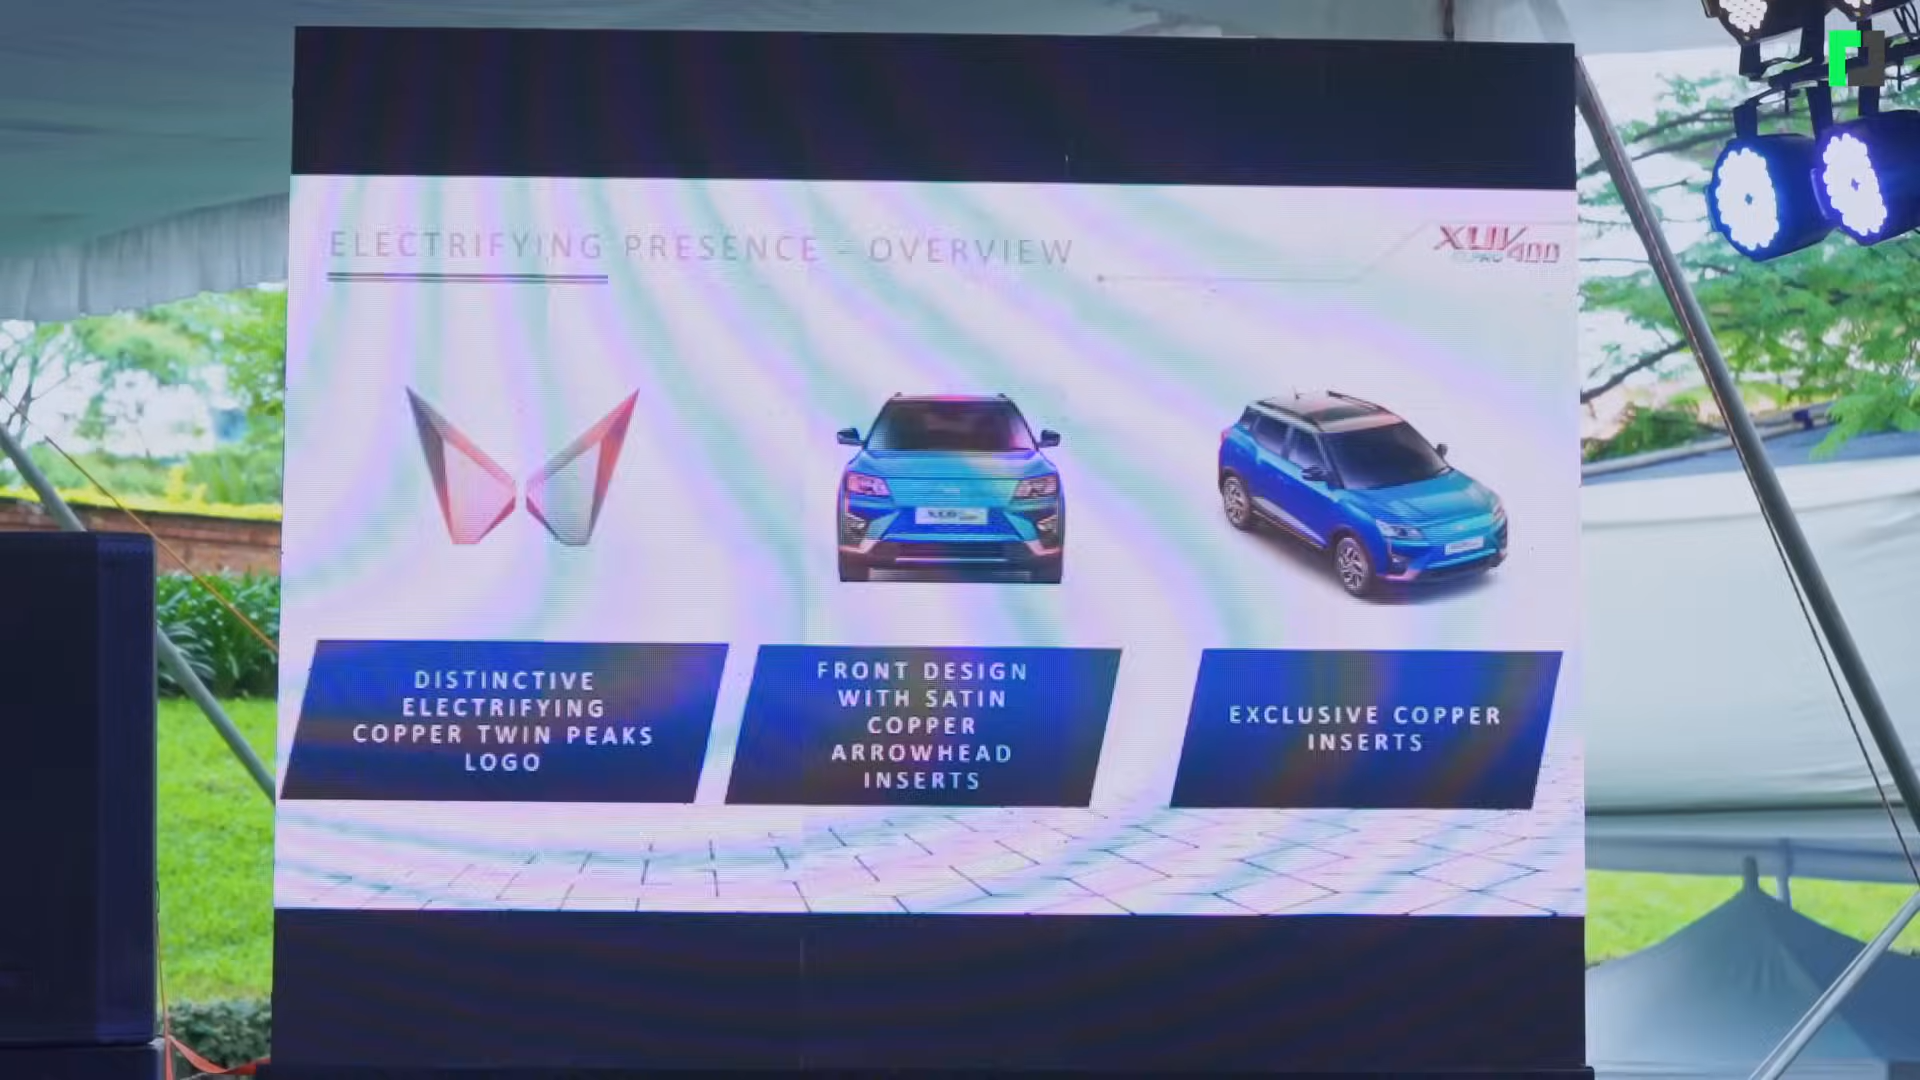 ELECTRIFYING PRESENCE - OVERVIEW
XUV400
PRO
DISTINCTIVE
ELECTRIFYING
COPPER TWIN PEAKS
LOGO
FRONT DESIGN
WITH SATIN
COPPER
ARROWHEAD
INSERTS
EXCLUSIVE COPPER
INSERTS